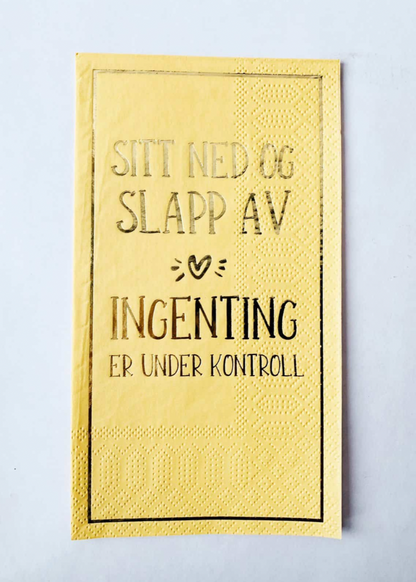 SITT NED OG
SLAPP AV
INGENTING
ER UNDER KONTROLL